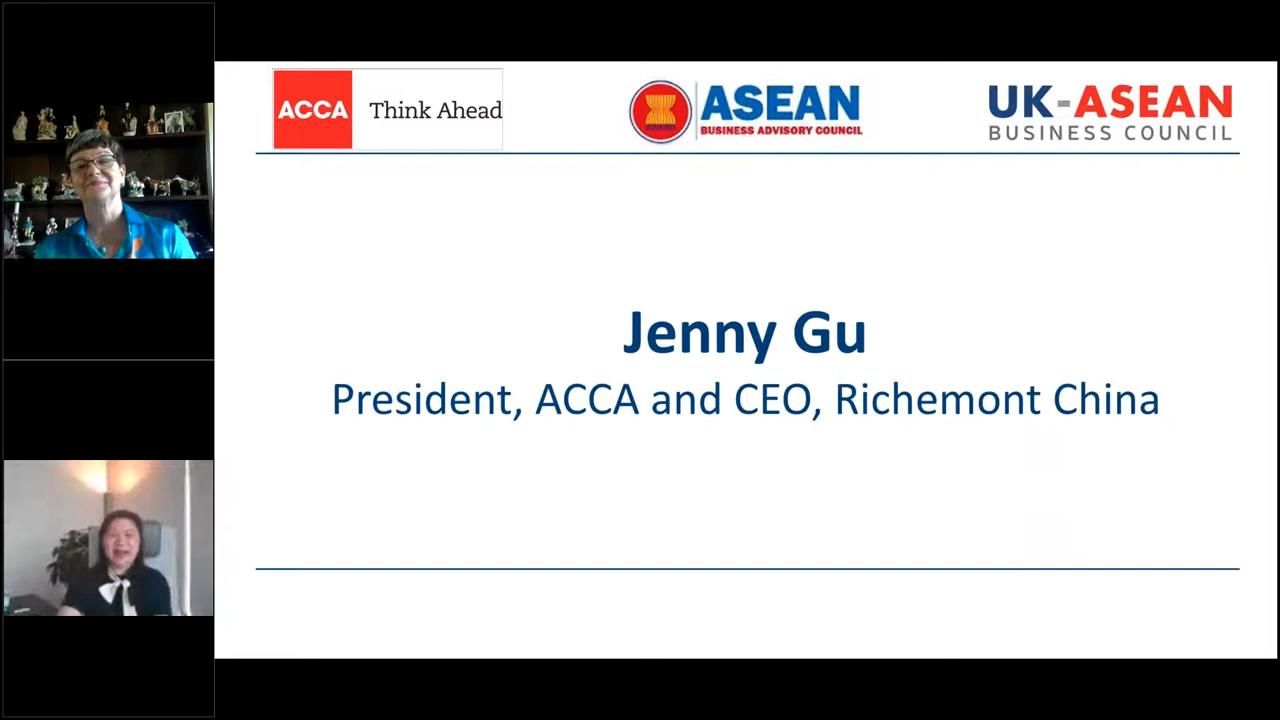 ACCA Think Ahead
ASEAN
BUSINESS ADVISORY COUNCIL
UK-ASEAN
BUSINESS COUNCIL
Jenny Gu
President, ACCA and CEO, Richemont China